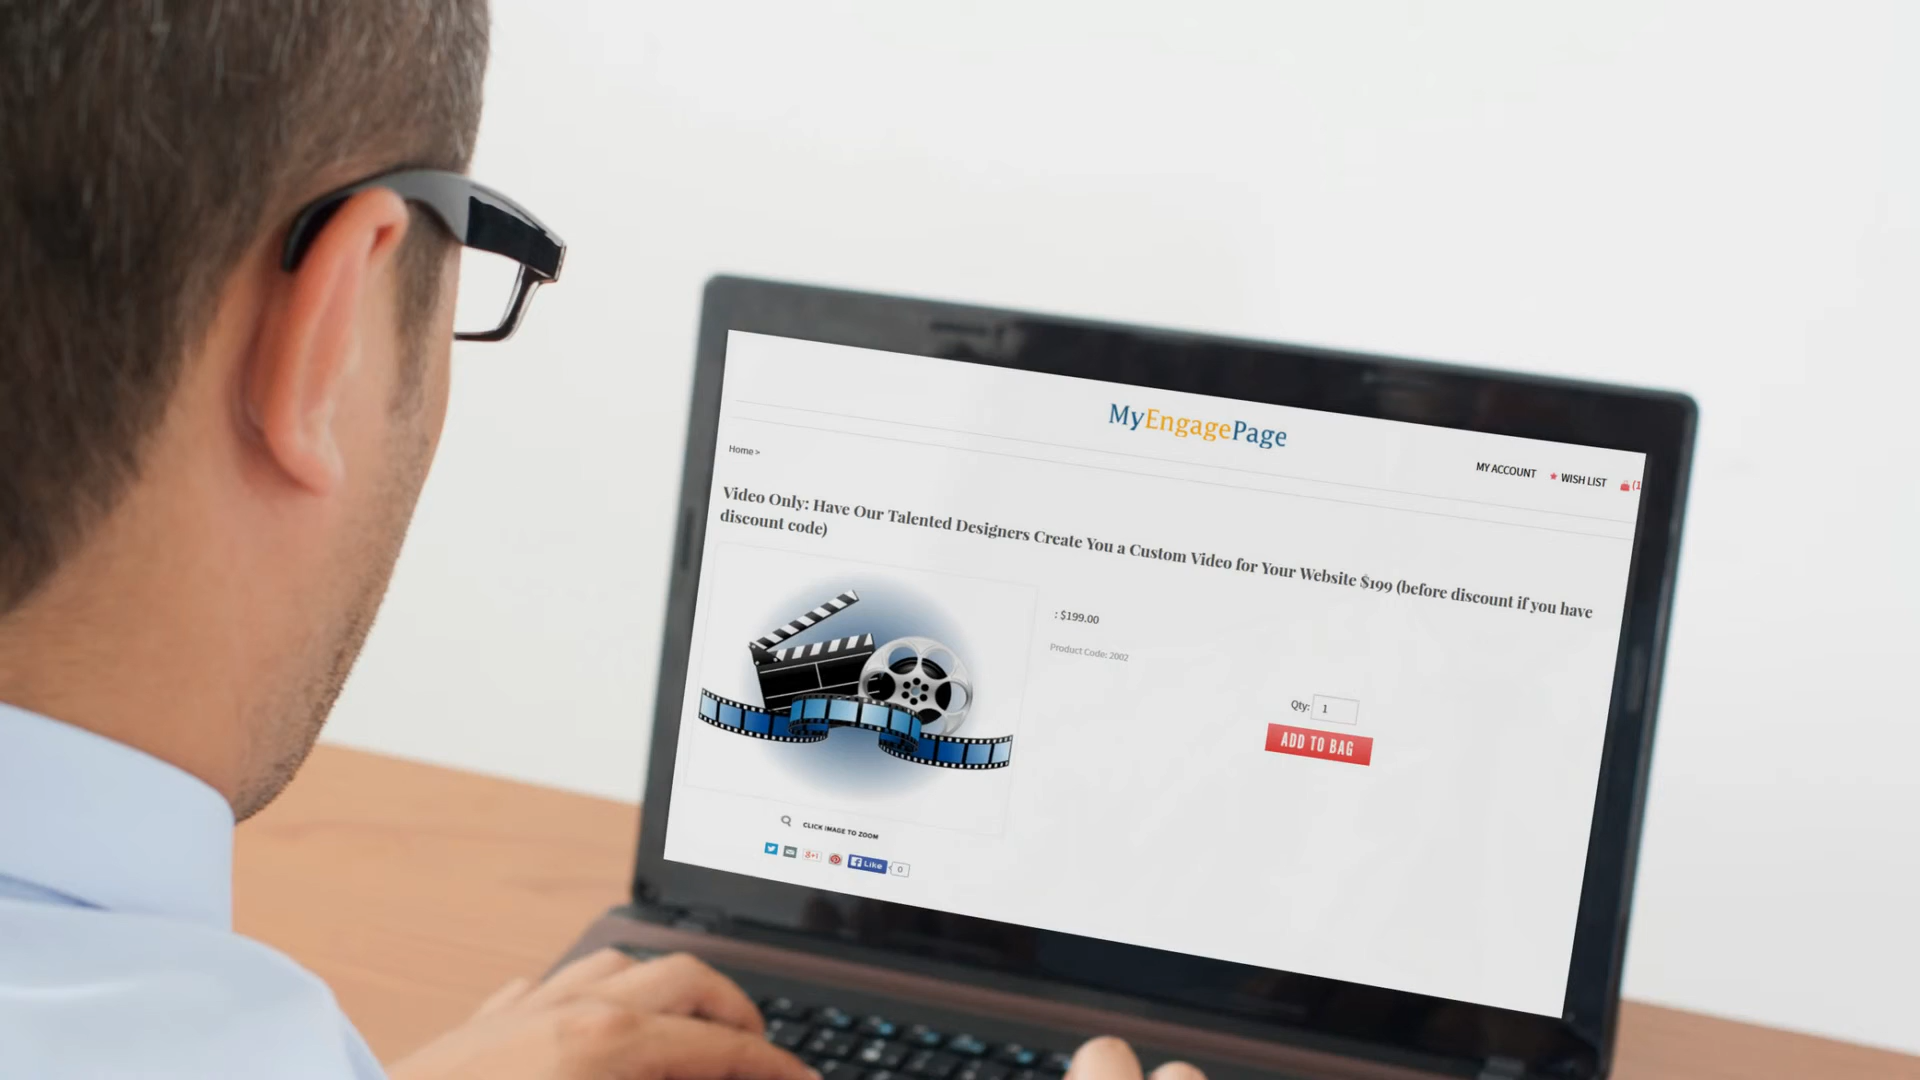 MyEngagePage
MY ACCOUNT
WISH LIST
(1
Home >
Video Only: Have Our Talented Designers Create You a Custom Video for Your Website $199 (before discount if you have
discount code)
: $199.00
Product Code: 2002
Qty: 1
ADD TO BAG
CLICK IMAGE TO ZOOM
g+1
Like
0